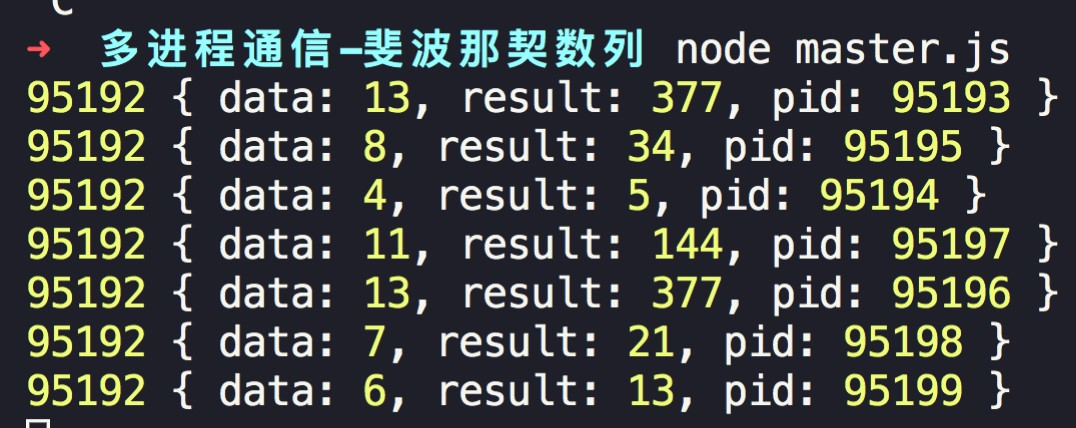 C
➜ 多进程通信-斐波那契数列 node master.js
95192 { data: 13, result: 377, pid: 95193 }
95192 { data: 8, result: 34, pid: 95195 }
95192 { data: 4, result: 5, pid: 95194 }
95192 { data: 11, result: 144, pid: 95197 }
95192 { data: 13, result: 377, pid: 95196 }
95192 { data: 7, result: 21, pid: 95198 }
95192 { data: 6, result: 13, pid: 95199 }